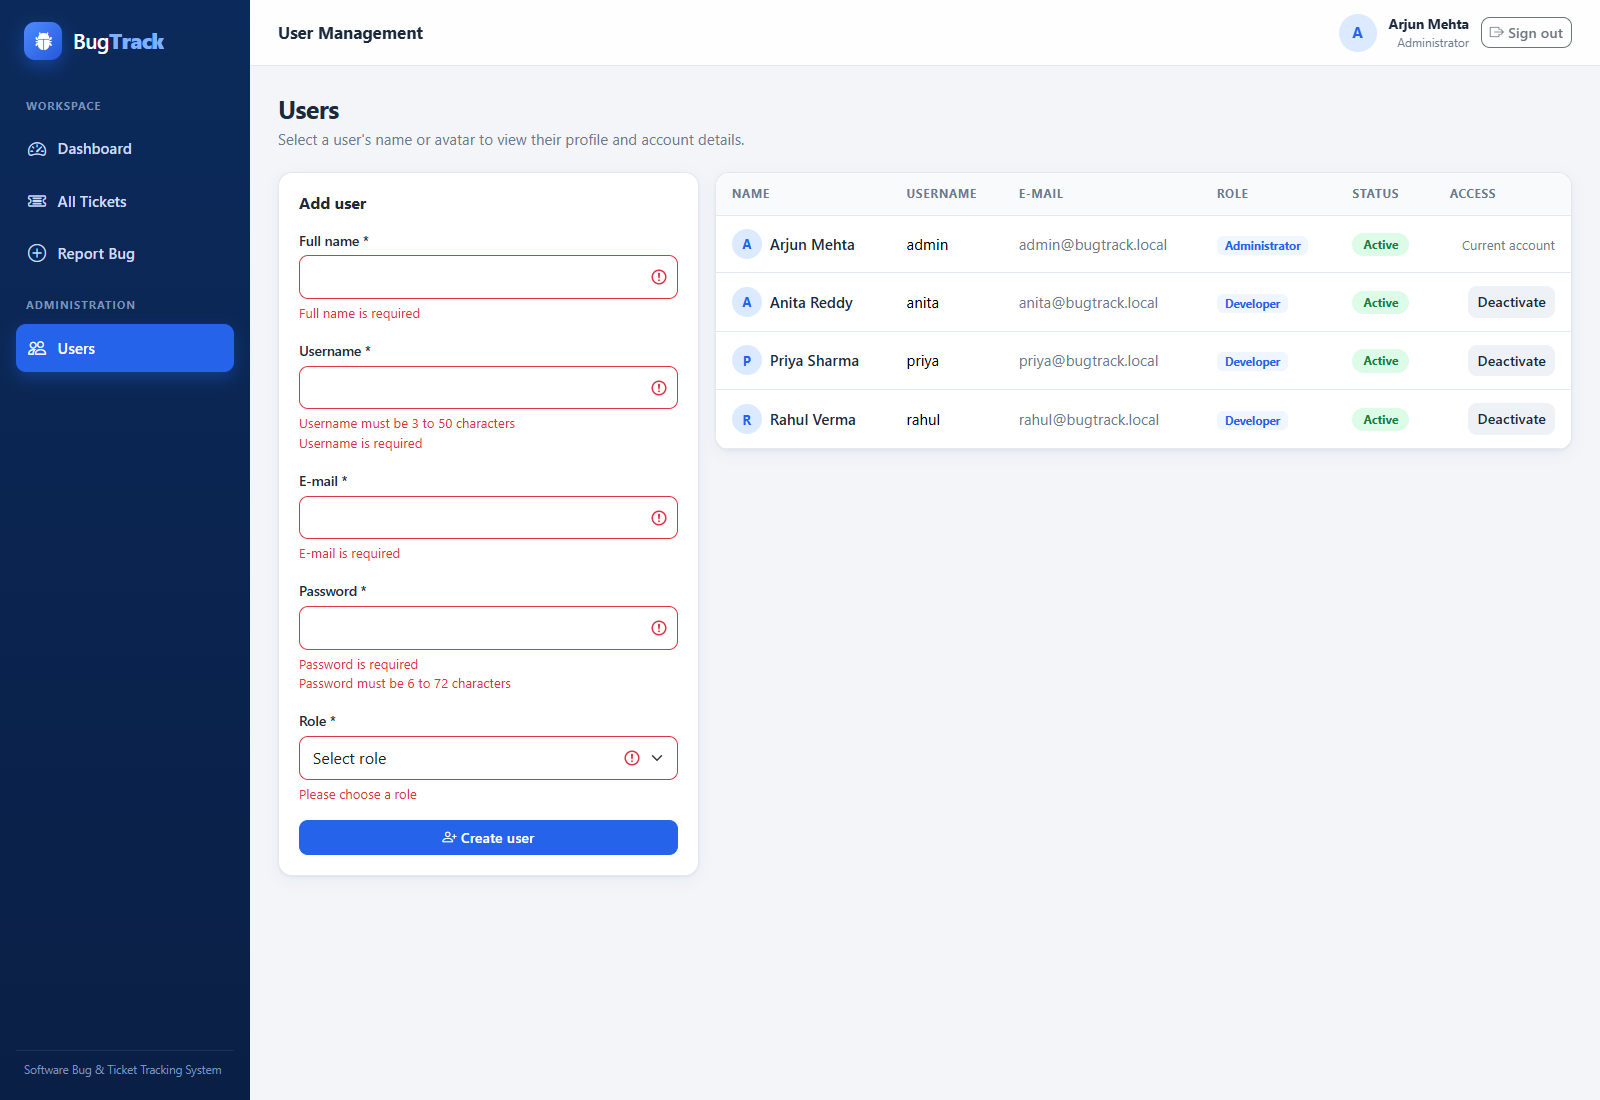 BugTrack
WORKSPACE
Dashboard
All Tickets
Report Bug
ADMINISTRATION
Users
Software Bug & Ticket Tracking System
User Management
A
Arjun Mehta
Administrator
Sign out
Users
Select a user's name or avatar to view their profile and account details.
Add user
Full name *
Full name is required
Username *
Username must be 3 to 50 characters
Username is required
E-mail *
E-mail is required
Password *
Password is required
Password must be 6 to 72 characters
Role *
Select role
Please choose a role
Create user
NAME USERNAME E-MAIL ROLE STATUS ACCESS
A Arjun Mehta admin admin@bugtrack.local Administrator Active Current account
A Anita Reddy anita anita@bugtrack.local Developer Active Deactivate
P Priya Sharma priya priya@bugtrack.local Developer Active Deactivate
R Rahul Verma rahul rahul@bugtrack.local Developer Active Deactivate